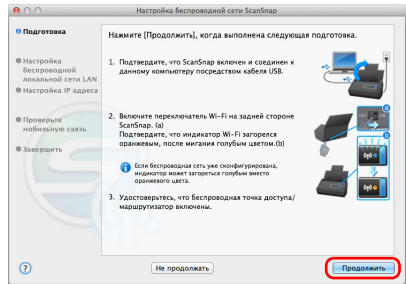 Настройка беспроводной сети ScanSnap
Подготовка
Настройка
беспроводной
локальной сети LAN
Настройка IP адреса
Проверьте
мобильную связь
Завершить
Нажмите [Продолжить], когда выполнена следующая подготовка.
1. Подтвердите, что ScanSnap включен и соединен к
данному компьютеру посредством кабеля USB.
2. Включите переключатель Wi-Fi на задней стороне
ScanSnap. (a)
Подтвердите, что индикатор Wi-Fi загорелся
оранжевым, после мигания голубым цветом.(b)
Если беспроводная сеть уже сконфигурирована,
индикатор может загореться голубым вместо
оранжевого цвета.
3. Удостоверьтесь, что беспроводная точка доступа/
маршрутизатор включены.
a
OFF ON
b
?
Не продолжать
Продолжить